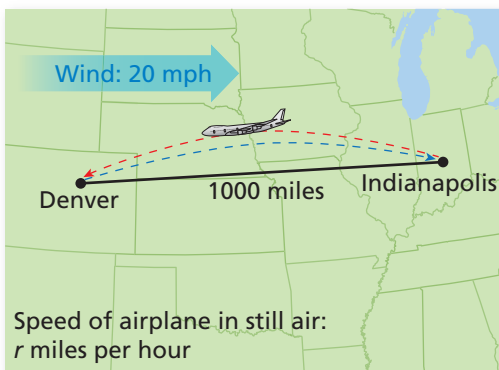 Wind: 20 mph
Denver
1000 miles
Indianapolis
Speed of airplane in still air:
r miles per hour